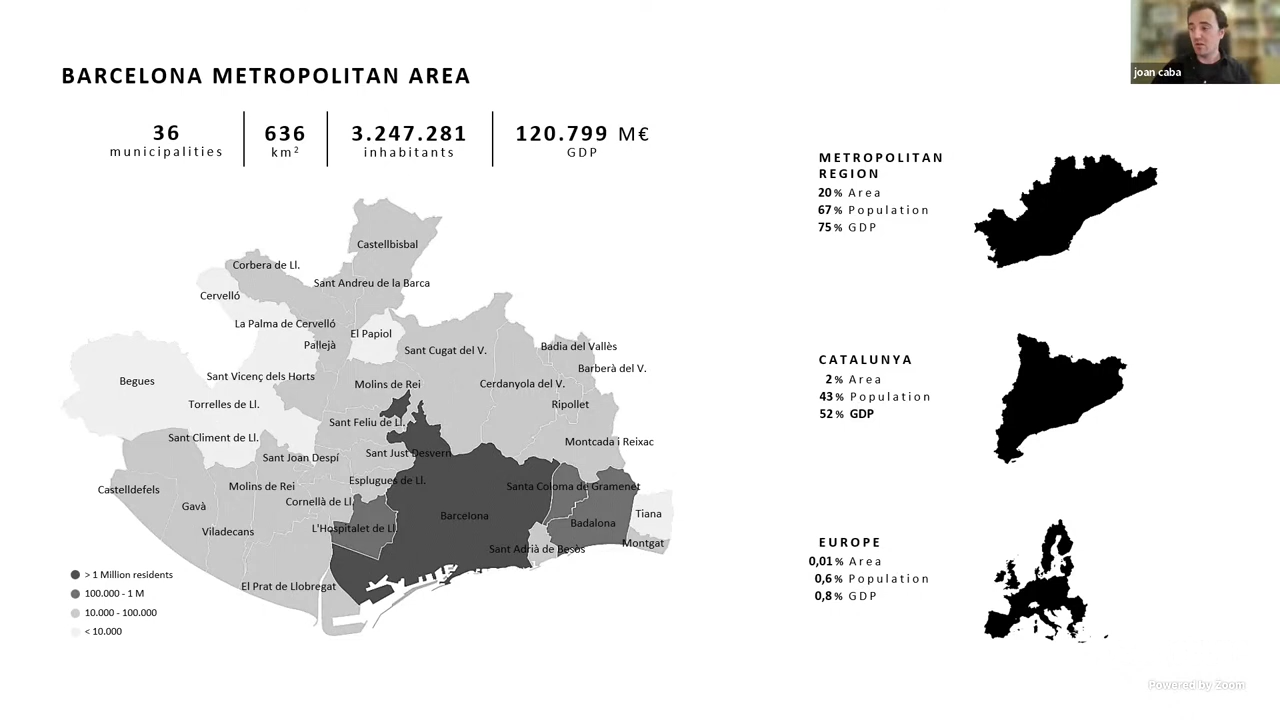 joan caba
BARCELONA METROPOLITAN AREA
36
municipalities
636
km²
3.247.281
inhabitants
120.799 M€
GDP
METROPOLITAN
REGION
20% Area
67% Population
75% GDP
CATALUNYA
2% Area
43% Population
52% GDP
EUROPE
0,01% Area
0,6% Population
0,8% GDP
Castellbisbal
Corbera de Ll.
Sant Andreu de la Barca
Cervelló
La Palma de Cervelló
El Papiol
Pallejà
Sant Cugat del V.
Badia del Vallès
Barberà del V.
Begues
Sant Vicenç dels Horts
Molins de Rei
Cerdanyola del V.
Torrelles de Ll.
Ripollet
Sant Feliu de Ll.
Sant Climent de Ll.
Montcada i Reixac
Sant Just Desvern
Sant Joan Despí
Esplugues de Ll.
Castelldefels
Molins de Rei
Santa Coloma de Gramenet
Gavà
Cornellà de Ll.
Barcelona
Tiana
Viladecans
L'Hospitalet de Ll.
Badalona
Sant Adrià de Besòs
Montgat
El Prat de Llobregat
> 1 Million residents
100.000 - 1 M
10.000 - 100.000
< 10.000
Powered by Zoom